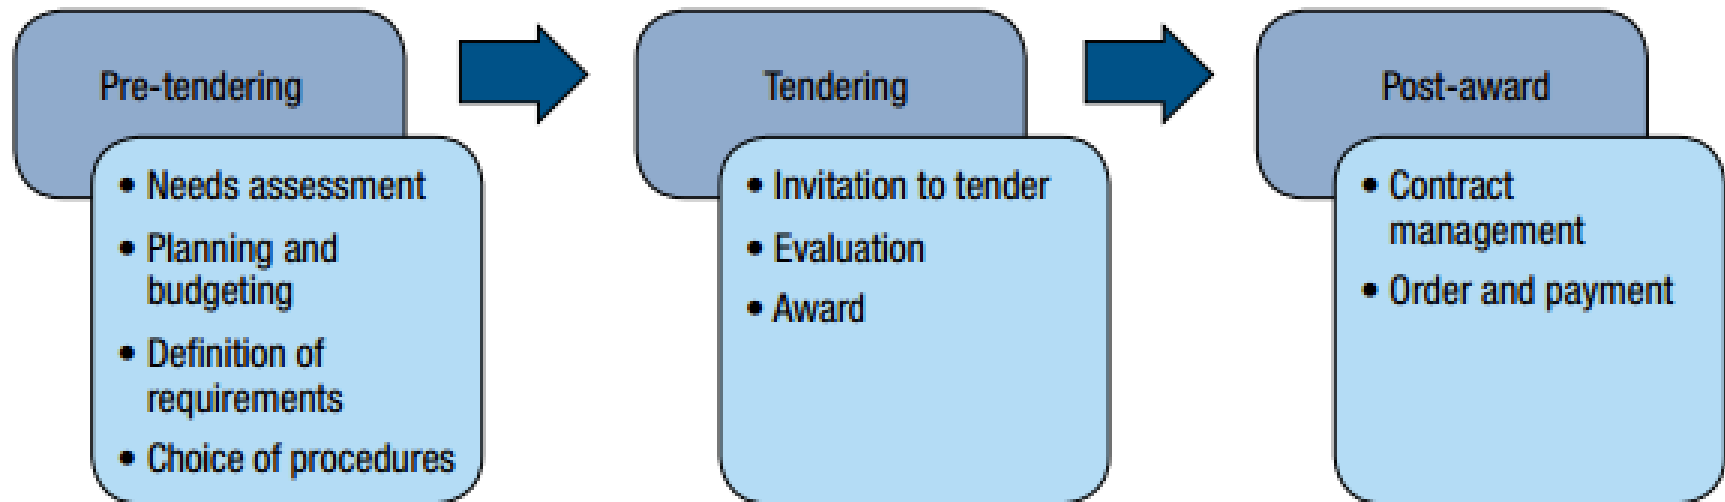 Pre-tendering
• Needs assessment
• Planning and
budgeting
• Definition of
requirements
• Choice of procedures
Tendering
• Invitation to tender
• Evaluation
• Award
Post-award
• Contract
management
• Order and payment